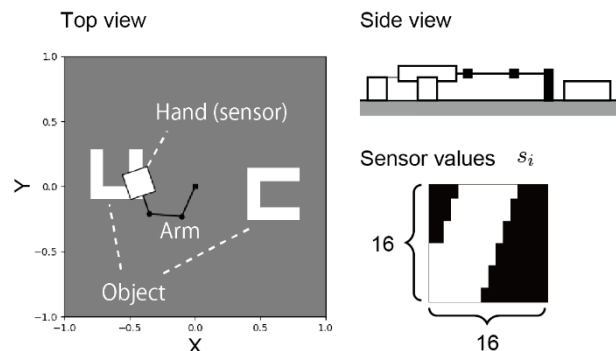 Top view
Side view
1.0
Hand (sensor)
0.5
Y
0.0
Arm
-0.5
Object
-1.0
-1.0
-0.5
0.0
0.5
1.0
X
Sensor values s_i
16
16